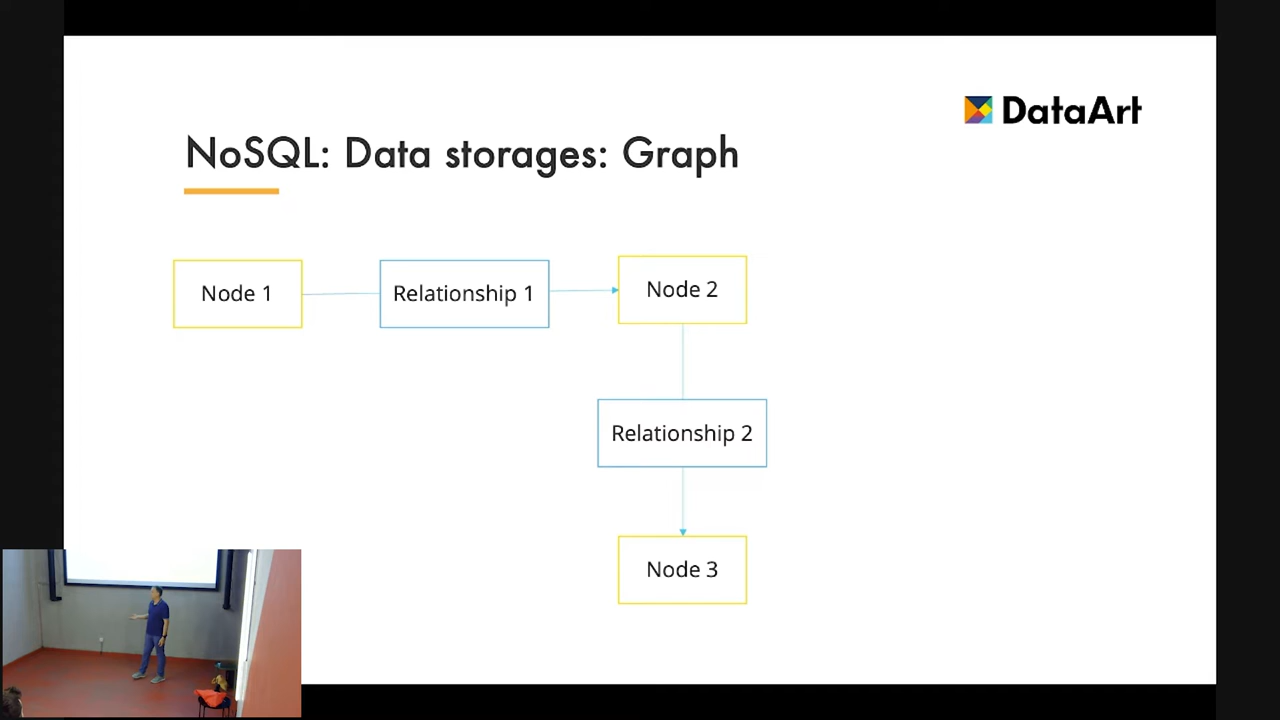 DataArt
NoSQL: Data storages: Graph
Node 1
Relationship 1
Node 2
Relationship 2
Node 3